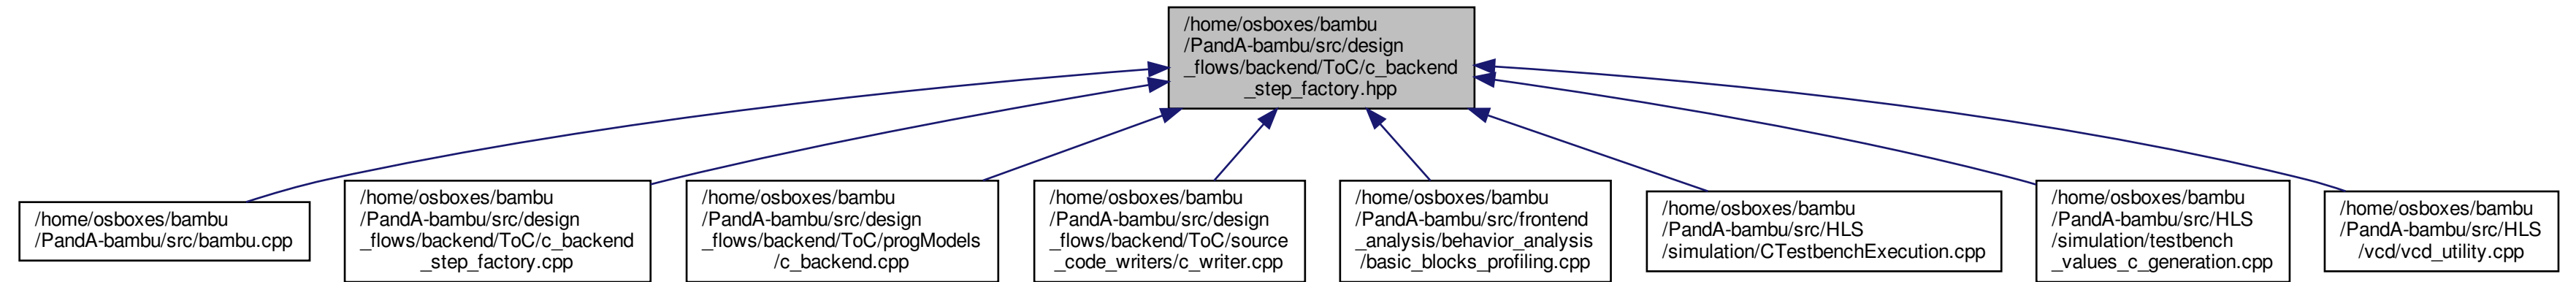 /home/osboxes/bambu
/PandA-bambu/src/design
_flows/backend/ToC/c_backend
_step_factory.hpp
/home/osboxes/bambu
/PandA-bambu/src/bambu.cpp
/home/osboxes/bambu
/PandA-bambu/src/design
_flows/backend/ToC/c_backend
_step_factory.cpp
/home/osboxes/bambu
/PandA-bambu/src/design
_flows/backend/ToC/progModels
/c_backend.cpp
/home/osboxes/bambu
/PandA-bambu/src/design
_flows/backend/ToC/source
_code_writers/c_writer.cpp
/home/osboxes/bambu
/PandA-bambu/src/frontend
_analysis/behavior_analysis
/basic_blocks_profiling.cpp
/home/osboxes/bambu
/PandA-bambu/src/HLS
/simulation/CTestbenchExecution.cpp
/home/osboxes/bambu
/PandA-bambu/src/HLS
/simulation/testbench
_values_c_generation.cpp
/home/osboxes/bambu
/PandA-bambu/src/HLS
/vcd/vcd_utility.cpp